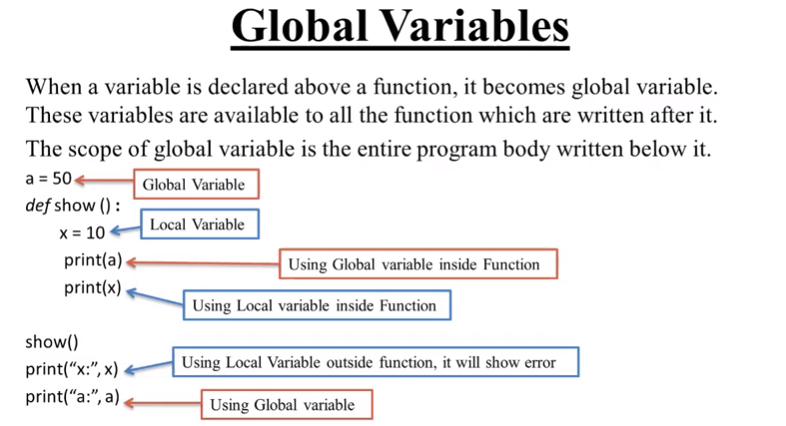 Global Variables
When a variable is declared above a function, it becomes global variable.
These variables are available to all the function which are written after it.
The scope of global variable is the entire program body written below it.
a = 50
Global Variable
def show () :
Local Variable
x = 10
print(a)
Using Global variable inside Function
print(x)
Using Local variable inside Function
show()
print(“x:”, x)
Using Local Variable outside function, it will show error
print(“a:”, a)
Using Global variable